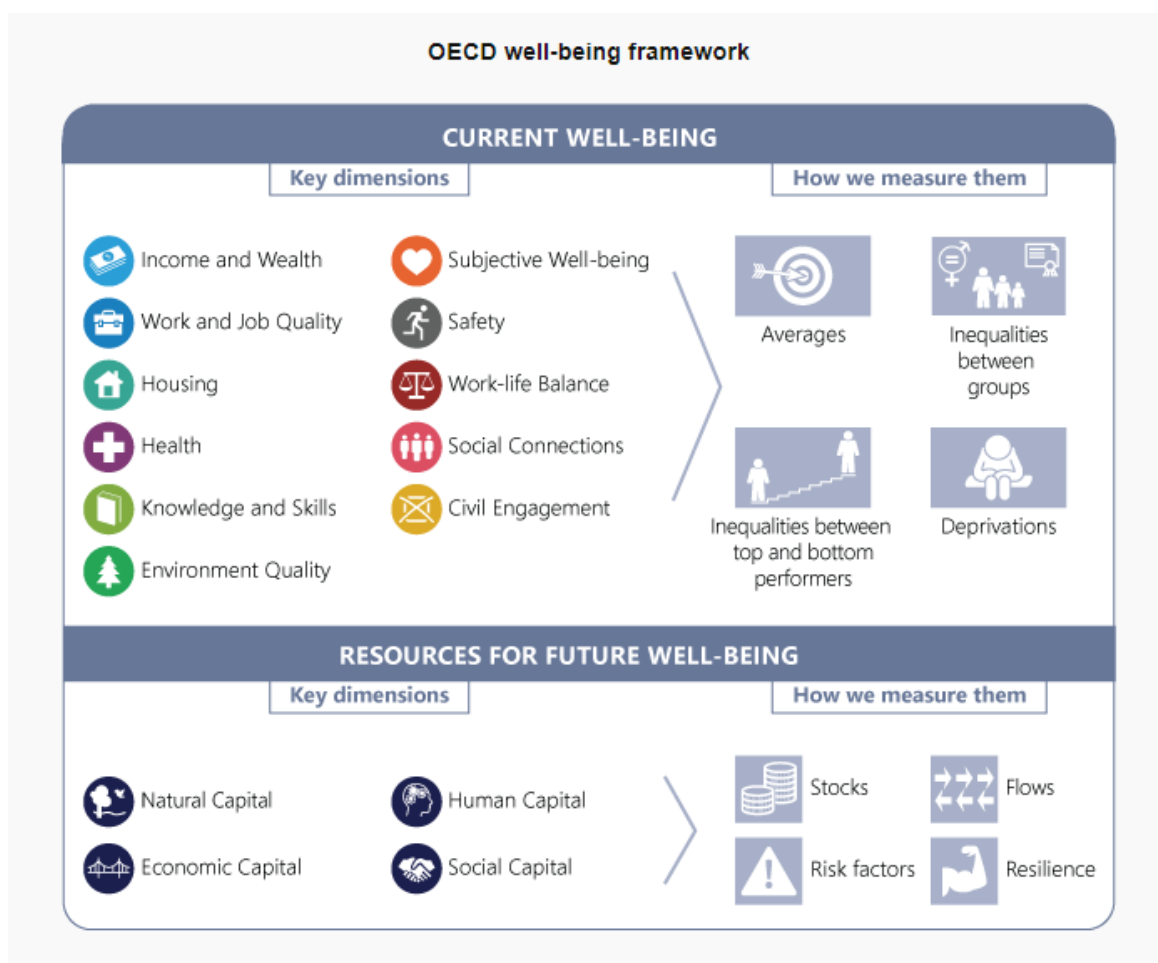 OECD well-being framework
CURRENT WELL-BEING
Key dimensions
How we measure them
Income and Wealth
Work and Job Quality
Housing
Health
Knowledge and Skills
Environment Quality
Subjective Well-being
Safety
Work-life Balance
Social Connections
Civil Engagement
Averages
Inequalities
between
groups
Inequalities between
top and bottom
performers
Deprivations
RESOURCES FOR FUTURE WELL-BEING
Key dimensions
How we measure them
Natural Capital
Economic Capital
Human Capital
Social Capital
Stocks
Flows
Risk factors
Resilience